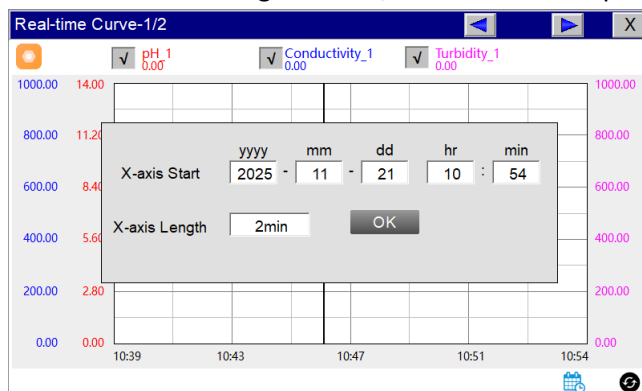 Real-time Curve-1/2 X
√ pH_1 √ Conductivity_1 √ Turbidity_1
0.00 0.00 0.00
1000.00 14.00 1000.00
800.00 11.20 800.00
yyyy mm dd hr min
X-axis Start 2025 - 11 - 21 10 : 54
600.00 8.40 600.00
X-axis Length 2min OK
400.00 5.60 400.00
200.00 2.80 200.00
0.00 0.00 0.00
10:39 10:43 10:47 10:51 10:54